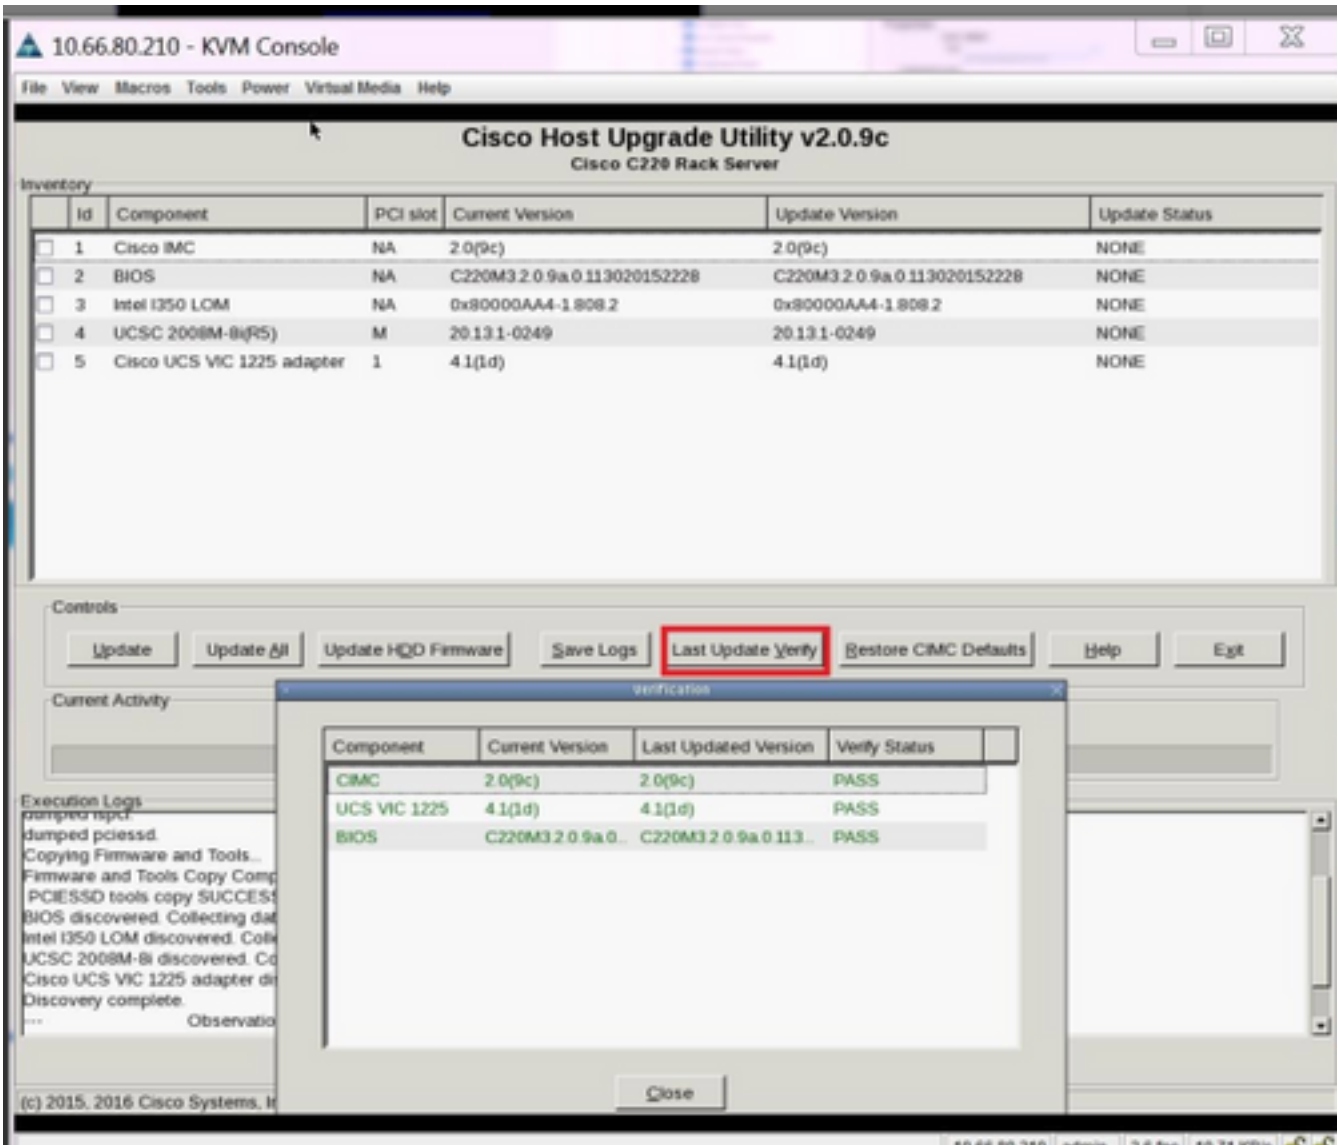 10.66.80.210 - KVM Console
File View Macros Tools Power Virtual Media Help
Cisco Host Upgrade Utility v2.0.9c
Cisco C220 Rack Server
Inventory
Id Component PCI slot Current Version Update Version Update Status
1 Cisco IMC NA 2.0(9c) 2.0(9c) NONE
2 BIOS NA C220M3.2.0.9a.0.113020152228 C220M3.2.0.9a.0.113020152228 NONE
3 Intel I350 LOM NA 0x80000AA4-1.808.2 0x80000AA4-1.808.2 NONE
4 UCSC 2008M-8i(R5) M 20.13.1-0249 20.13.1-0249 NONE
5 Cisco UCS VIC 1225 adapter 1 4.1(1d) 4.1(1d) NONE
Controls
Update Update All Update HDD Firmware Save Logs Last Update Verify Restore CIMC Defaults Help Exit
Current Activity
Verification
Component Current Version Last Updated Version Verify Status
CIMC 2.0(9c) 2.0(9c) PASS
UCS VIC 1225 4.1(1d) 4.1(1d) PASS
BIOS C220M3.2.0.9a.0... C220M3.2.0.9a.0.113... PASS
Close
Execution Logs
dumped lspci.
dumped pciessd.
Copying Firmware and Tools...
Firmware and Tools Copy Comp
PCIESSD tools copy SUCCESS
BIOS discovered. Collecting dat
Intel I350 LOM discovered. Colle
UCSC 2008M-8i discovered. Co
Cisco UCS VIC 1225 adapter di
Discovery complete.
--- Observatio
(c) 2015, 2016 Cisco Systems, In
10.66.80.210 admin